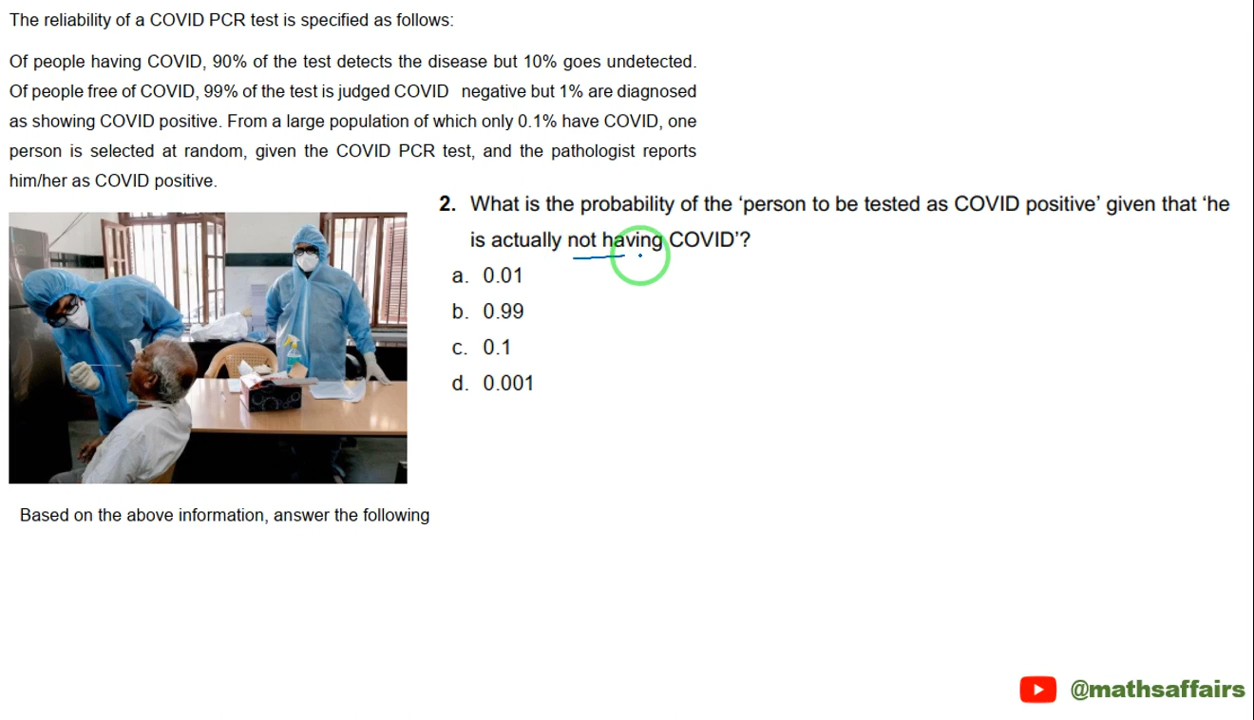 The reliability of a COVID PCR test is specified as follows:
Of people having COVID, 90% of the test detects the disease but 10% goes undetected.
Of people free of COVID, 99% of the test is judged COVID negative but 1% are diagnosed
as showing COVID positive. From a large population of which only 0.1% have COVID, one
person is selected at random, given the COVID PCR test, and the pathologist reports
him/her as COVID positive.
2. What is the probability of the ‘person to be tested as COVID positive’ given that ‘he
is actually not having COVID’?
a. 0.01
b. 0.99
c. 0.1
d. 0.001
Based on the above information, answer the following
@mathsaffairs